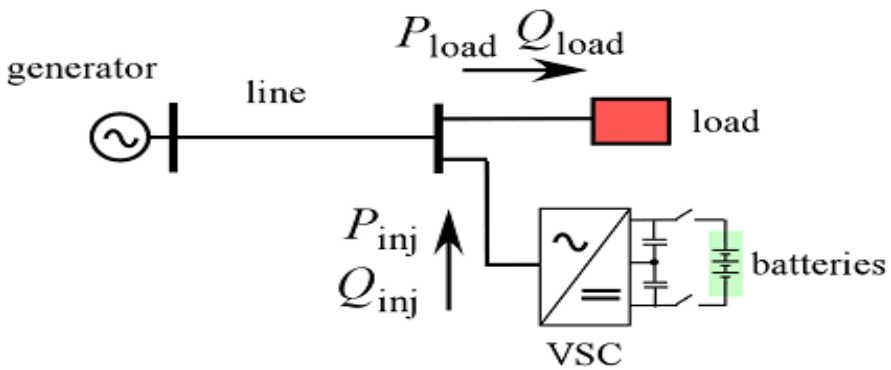 P_load Q_load
generator
line
load
P_inj
Q_inj
batteries
VSC